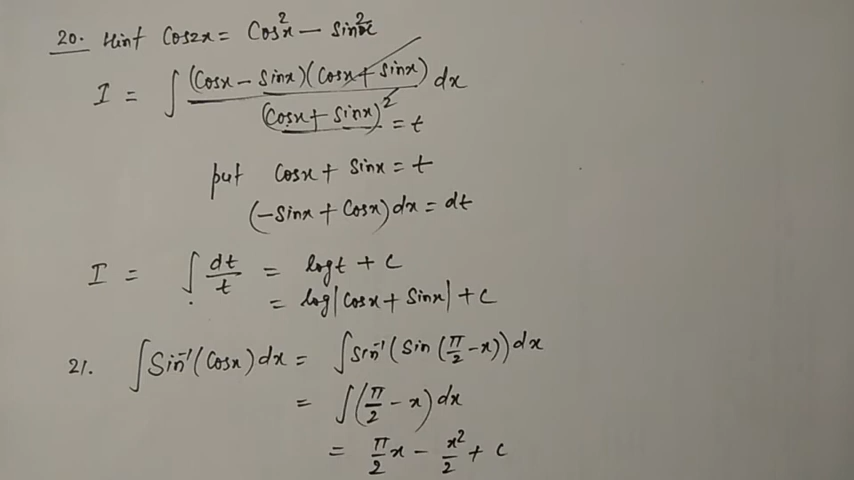 20. Hint Cos2x = Cos²x − Sin²x
I = ∫ (Cosx − Sinx)(Cosx + Sinx) / (Cosx + Sinx)² dx
= t
put Cosx + Sinx = t
(−Sinx + Cosx)dx = dt
I = ∫ dt/t = logt + c
= log|Cosx + Sinx| + c
21. ∫ Sin⁻¹(Cosx) dx = ∫ Sin⁻¹(Sin(π/2 − x)) dx
= ∫ (π/2 − x) dx
= π/2 x − x²/2 + c